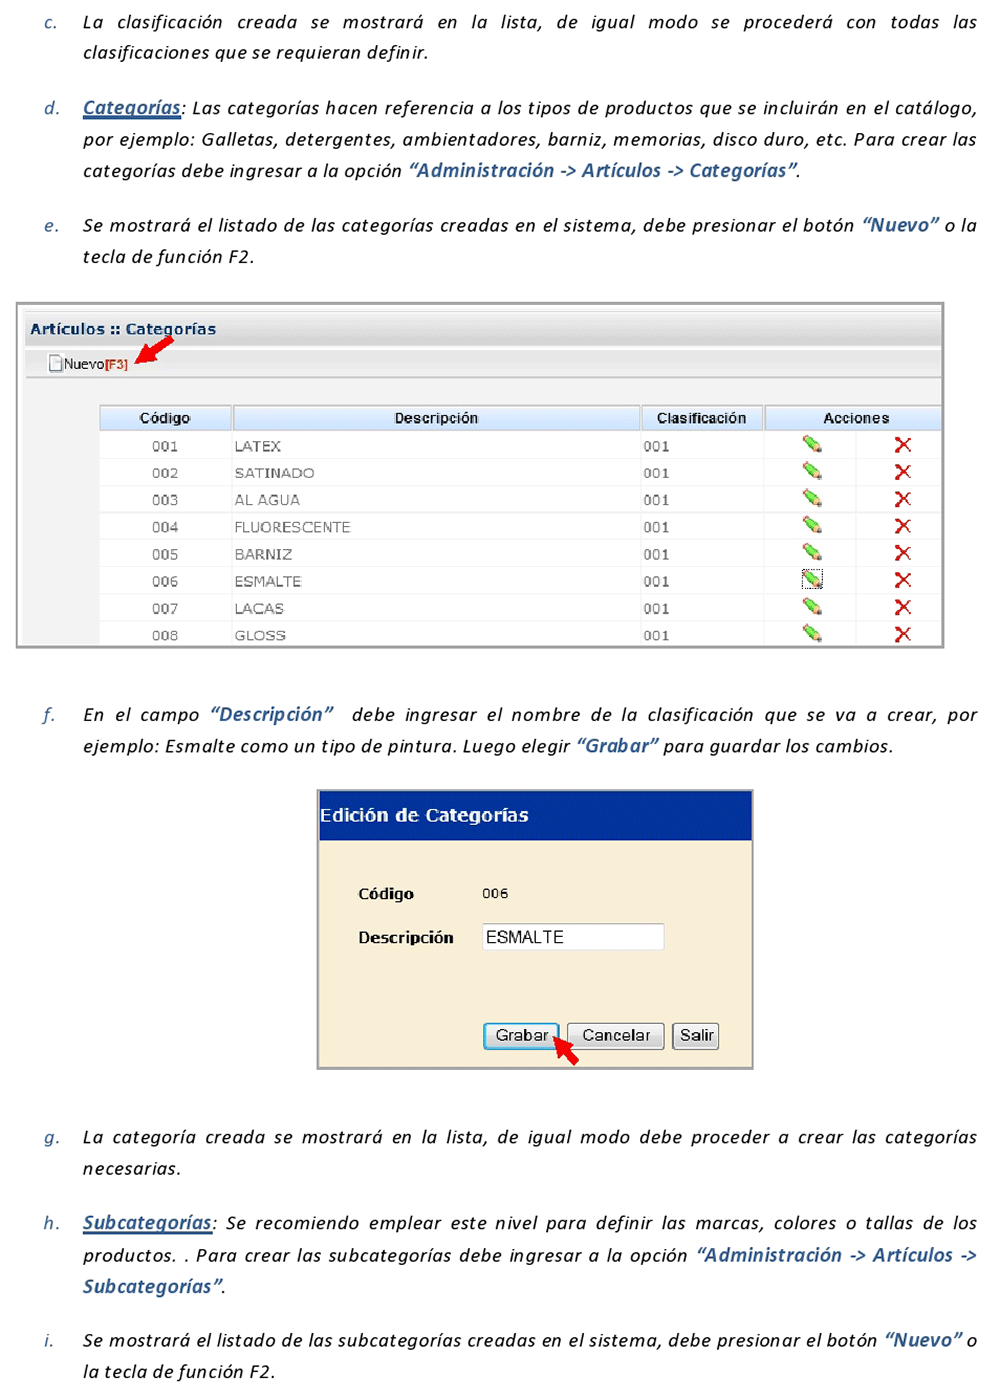 c. La clasificación creada se mostrará en la lista, de igual modo se procederá con todas las
clasificaciones que se requieran definir.
d. Categorías: Las categorías hacen referencia a los tipos de productos que se incluirán en el catálogo,
por ejemplo: Galletas, detergentes, ambientadores, barniz, memorias, disco duro, etc. Para crear las
categorías debe ingresar a la opción “Administración -> Artículos -> Categorías”.
e. Se mostrará el listado de las categorías creadas en el sistema, debe presionar el botón “Nuevo” o la
tecla de función F2.
Artículos :: Categorías
Nuevo[F3]
Código Descripción Clasificación Acciones
001 LATEX 001
002 SATINADO 001
003 AL AGUA 001
004 FLUORESCENTE 001
005 BARNIZ 001
006 ESMALTE 001
007 LACAS 001
008 GLOSS 001
f. En el campo “Descripción” debe ingresar el nombre de la clasificación que se va a crear, por
ejemplo: Esmalte como un tipo de pintura. Luego elegir “Grabar” para guardar los cambios.
Edición de Categorías
Código 006
Descripción ESMALTE
Grabar Cancelar Salir
g. La categoría creada se mostrará en la lista, de igual modo debe proceder a crear las categorías
necesarias.
h. Subcategorías: Se recomiendo emplear este nivel para definir las marcas, colores o tallas de los
productos. . Para crear las subcategorías debe ingresar a la opción “Administración -> Artículos ->
Subcategorías”.
i. Se mostrará el listado de las subcategorías creadas en el sistema, debe presionar el botón “Nuevo” o
la tecla de función F2.